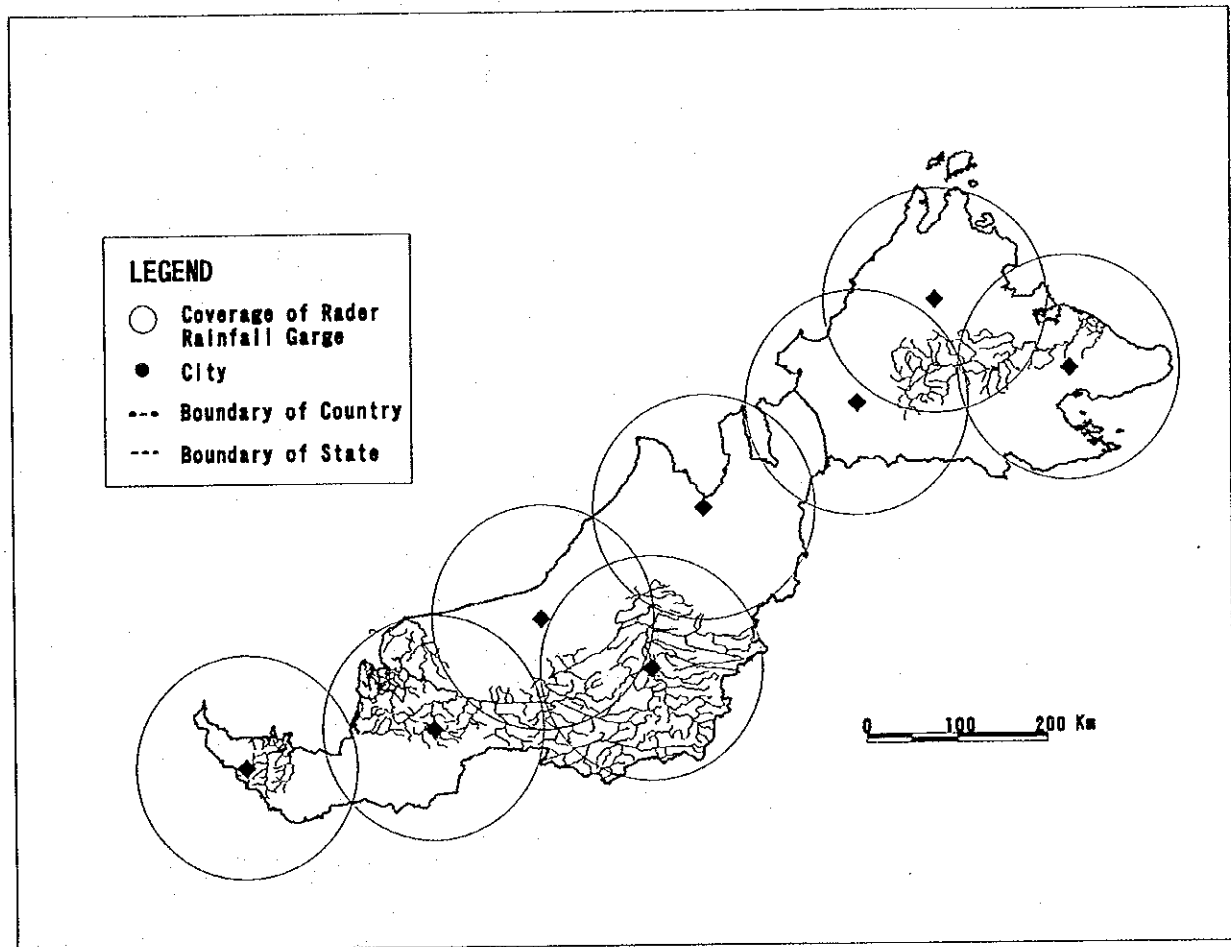 LEGEND
Coverage of Rader
Rainfall Garge
City
Boundary of Country
Boundary of State
0 100 200 Km